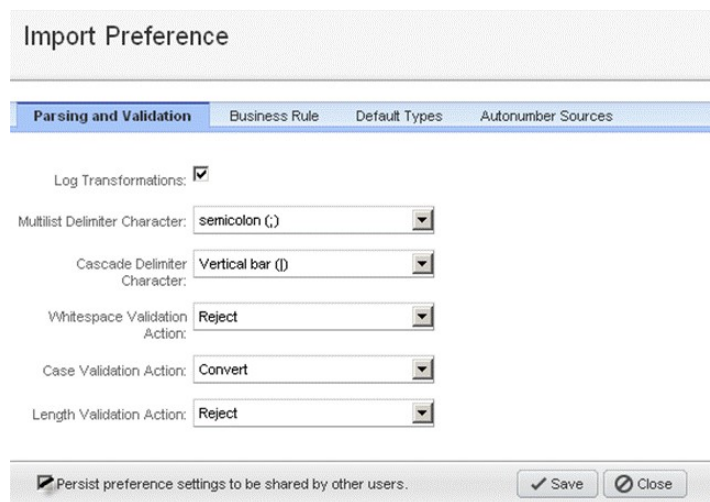 Import Preference
Parsing and Validation Business Rule Default Types Autonumber Sources
Log Transformations:
Multilist Delimiter Character: semicolon (;)
Cascade Delimiter Character: Vertical bar (|)
Whitespace Validation Action: Reject
Case Validation Action: Convert
Length Validation Action: Reject
Persist preference settings to be shared by other users. Save Close